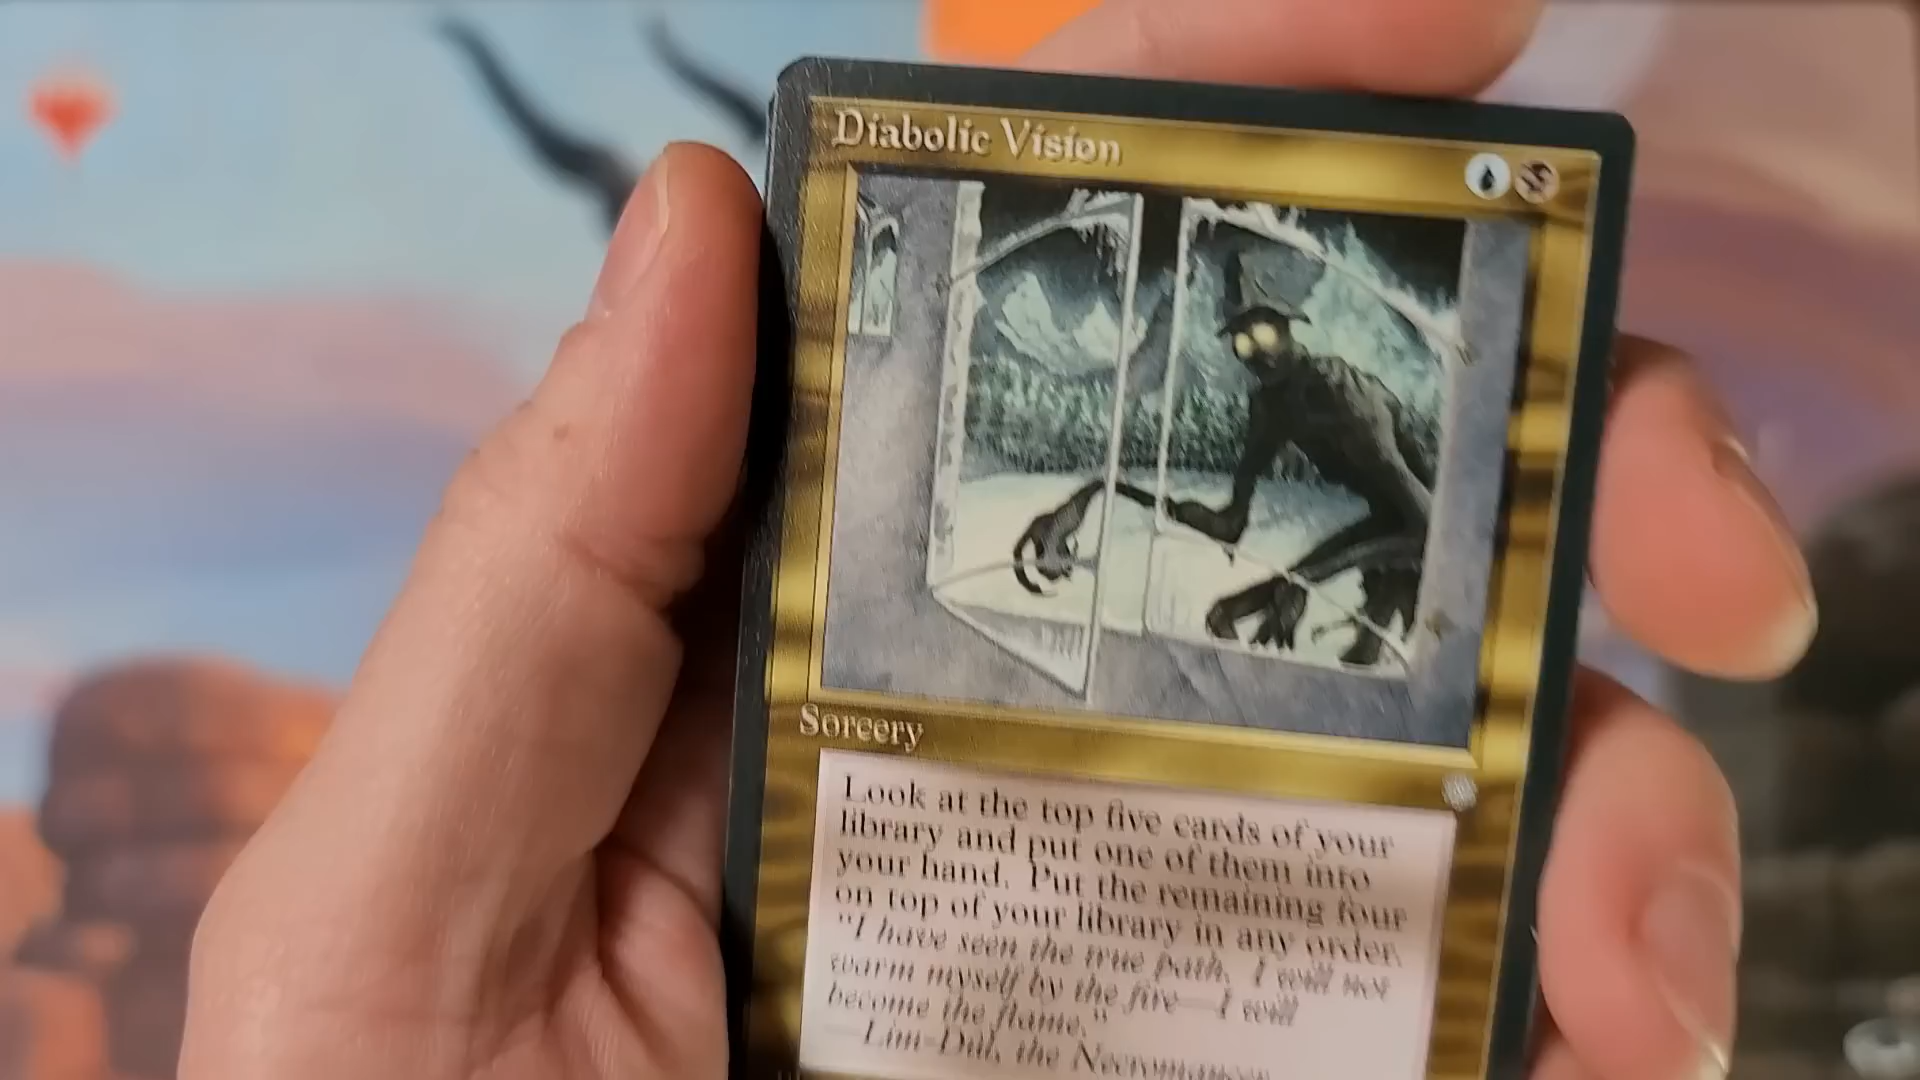 Diabolic Vision
Sorcery
Look at the top five cards of your
library and put one of them into
your hand. Put the remaining four
on top of your library in any order.
"I have seen the true path. I will not
warm myself by the fire—I will
become the flame."
—Lim-Dûl, the Necromancer